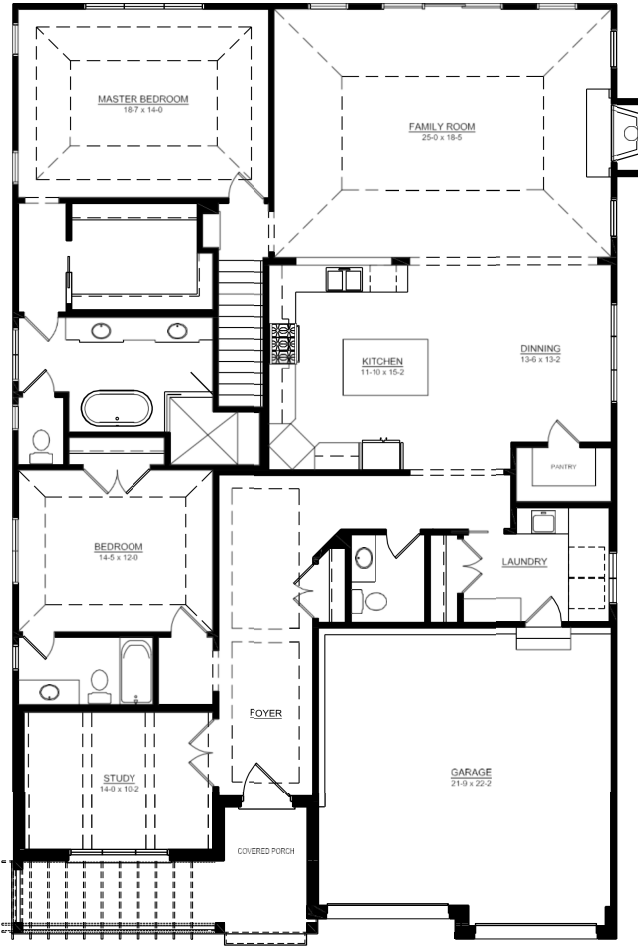 MASTER BEDROOM
18-7 x 14-0
FAMILY ROOM
25-0 x 18-5
KITCHEN
11-10 x 15-2
DINNING
13-6 x 13-2
PANTRY
BEDROOM
14-5 x 12-0
LAUNDRY
FOYER
STUDY
14-0 x 10-2
GARAGE
21-9 x 22-2
COVERED PORCH